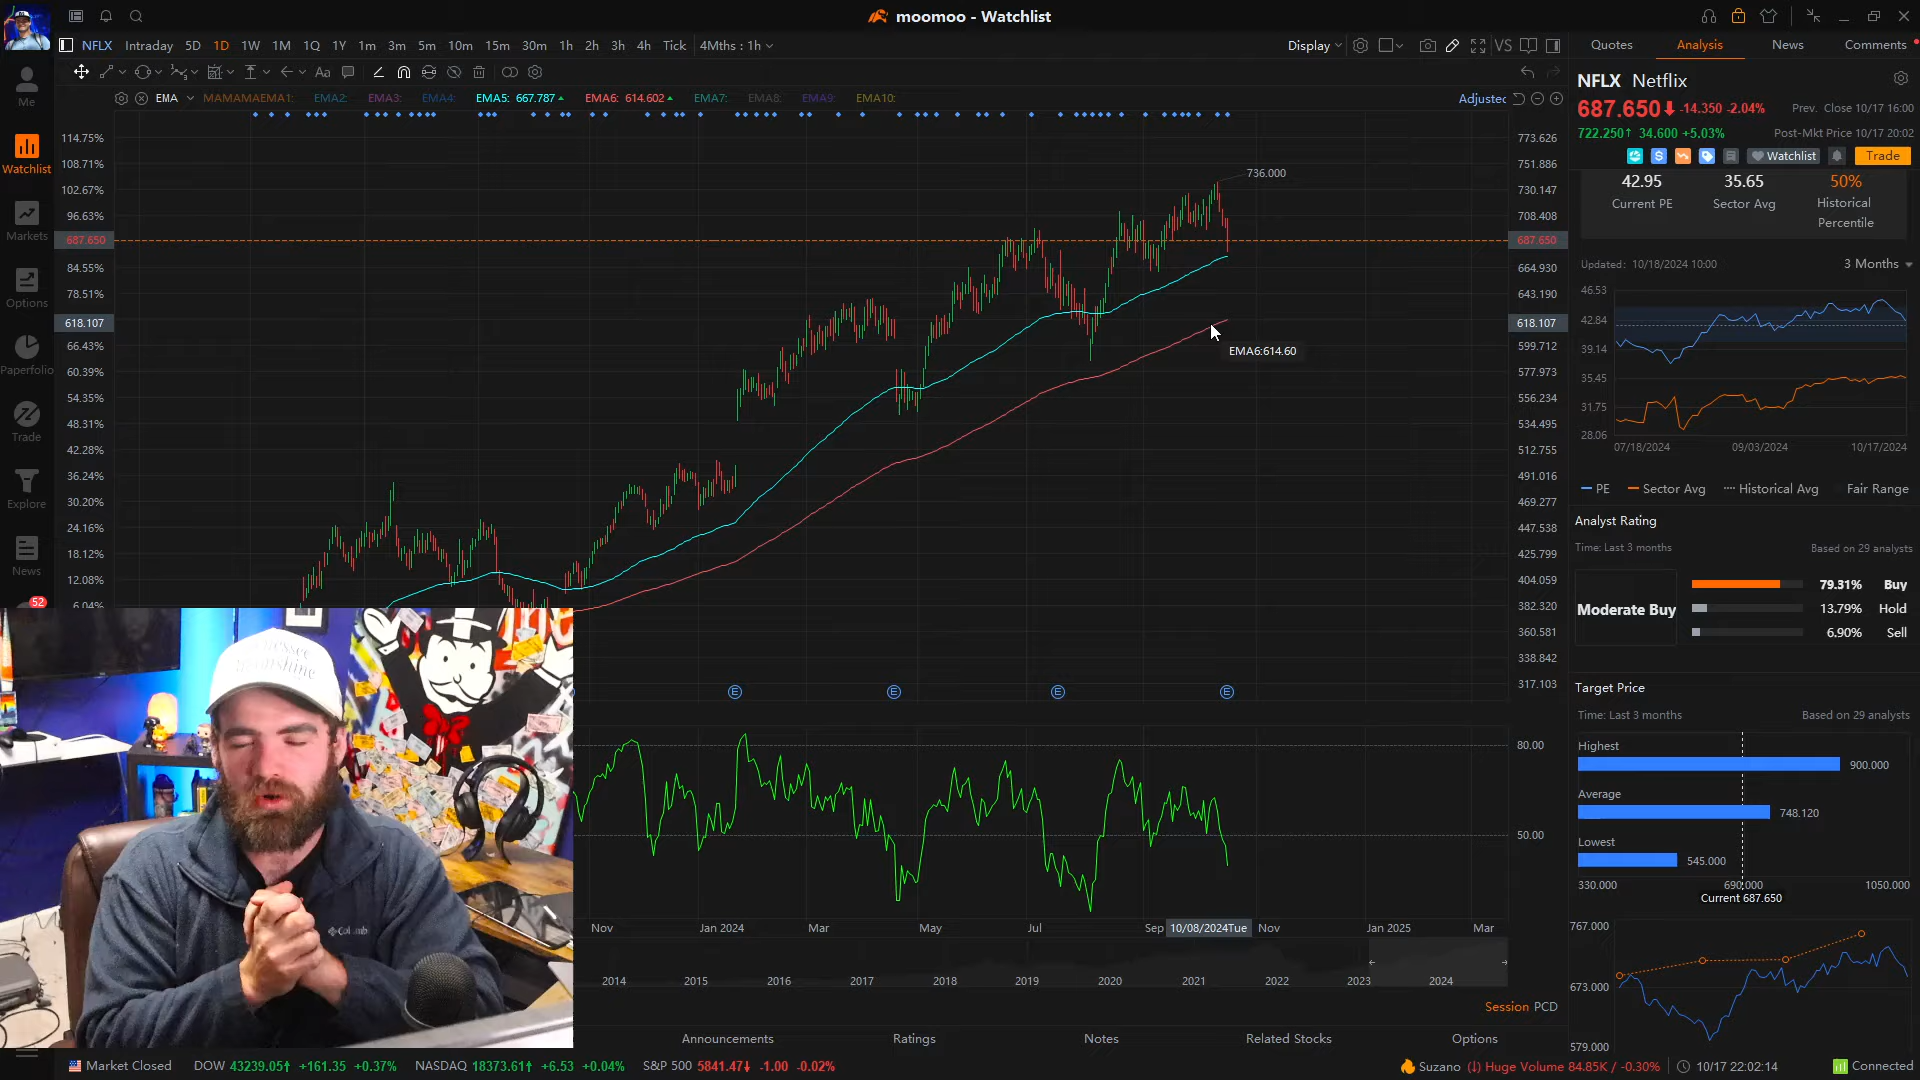 moomoo - Watchlist
NFLX Intraday 5D 1D 1W 1M 1Q 1Y 1m 3m 5m 10m 15m 30m 1h 2h 3h 4h Tick 4Mths : 1h
Display VS
Quotes Analysis News Comments
Aa
EMA MAMAMAEMA1: EMA2: EMA3: EMA4: EMA5: 667.787 EMA6: 614.602 EMA7: EMA8: EMA9: EMA10:
Adjusted
Me
Watchlist
Markets
Options
Paperfolio
Trade
Explore
News
52
114.75%
108.71%
102.67%
96.63%
687.650
84.55%
78.51%
618.107
66.43%
60.39%
54.35%
48.31%
42.28%
36.24%
30.20%
24.16%
18.12%
12.08%
6.04%
736.000
EMA6:614.60
773.626
751.886
730.147
708.408
687.650
664.930
643.190
618.107
599.712
577.973
556.234
534.495
512.755
491.016
469.277
447.538
425.799
404.059
382.320
360.581
338.842
317.103
E E E E
80.00
50.00
Nov Jan 2024 Mar May Jul Sep 10/08/2024Tue Nov Jan 2025 Mar
2014 2015 2016 2017 2018 2019 2020 2021 2022 2023 2024
Session PCD
Announcements Ratings Notes Related Stocks Options
NFLX Netflix
687.650 -14.350 -2.04% Prev. Close 10/17 16:00
722.250↑ 34.600 +5.03% Post-Mkt Price 10/17 20:02
Watchlist Trade
42.95 35.65 50%
Current PE Sector Avg Historical
Percentile
Updated: 10/18/2024 10:00 3 Months
46.53
42.84
39.14
35.45
31.75
28.06
07/18/2024 09/03/2024 10/17/2024
PE Sector Avg Historical Avg Fair Range
Analyst Rating
Time: Last 3 months Based on 29 analysts
Moderate Buy
79.31% Buy
13.79% Hold
6.90% Sell
Target Price
Time: Last 3 months Based on 29 analysts
Highest
900.000
Average
748.120
Lowest
545.000
330.000 690.000 1050.000
Current 687.650
767.000
673.000
579.000
Columb
Market Closed DOW 43239.05↑ +161.35 +0.37% NASDAQ 18373.61↑ +6.53 +0.04% S&P 500 5841.47↓ -1.00 -0.02%
Suzano (↓) Huge Volume 84.85K / -0.30% 10/17 22:02:14 Connected